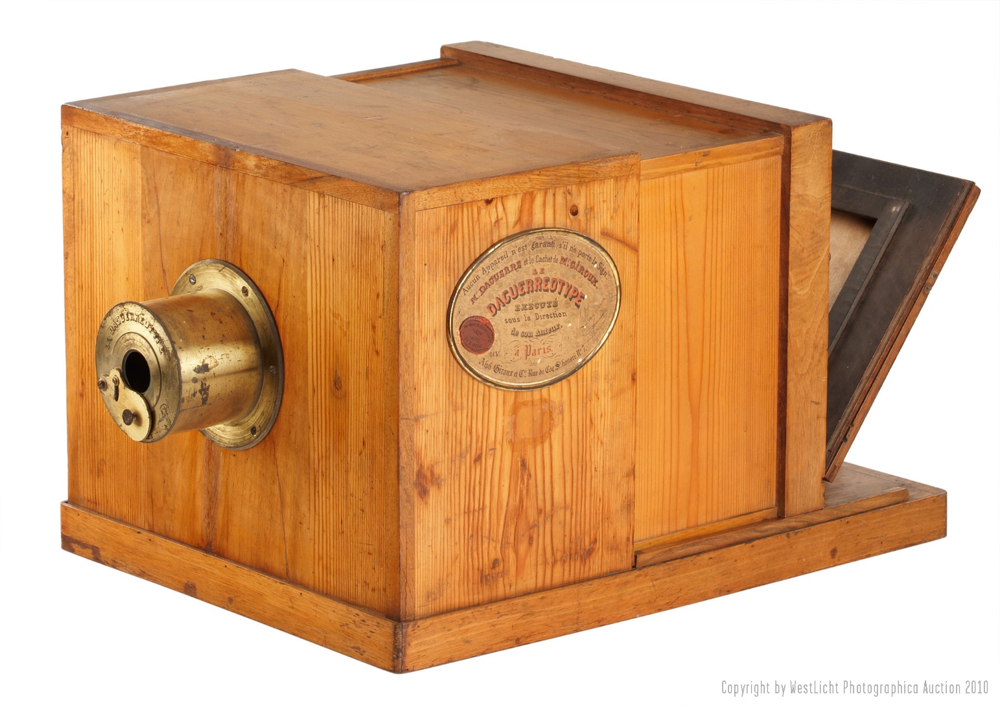 LE DAGUERREOTYPE
Aucun Appareil n'est garanti s'il ne porte la Sign.
M. DAGUERRE et le Cachet de Mr. GIROUX
LE
DAGUERREOTYPE
EXECUTÉ
sous la Direction
de son Auteur,
à Paris
Alph Giroux et Cie. Rue du Coq St. honoré, No. 7.
Copyright by WestLicht Photographica Auction 2010